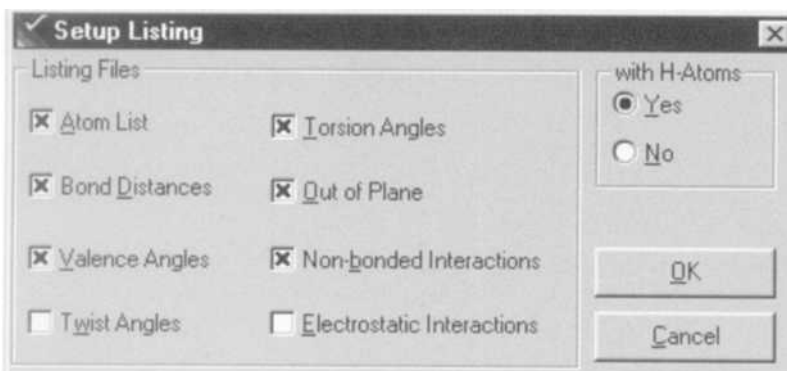 Setup Listing
Listing Files
Atom List
Bond Distances
Valence Angles
Twist Angles
Torsion Angles
Out of Plane
Non-bonded Interactions
Electrostatic Interactions
with H-Atoms
Yes
No
OK
Cancel